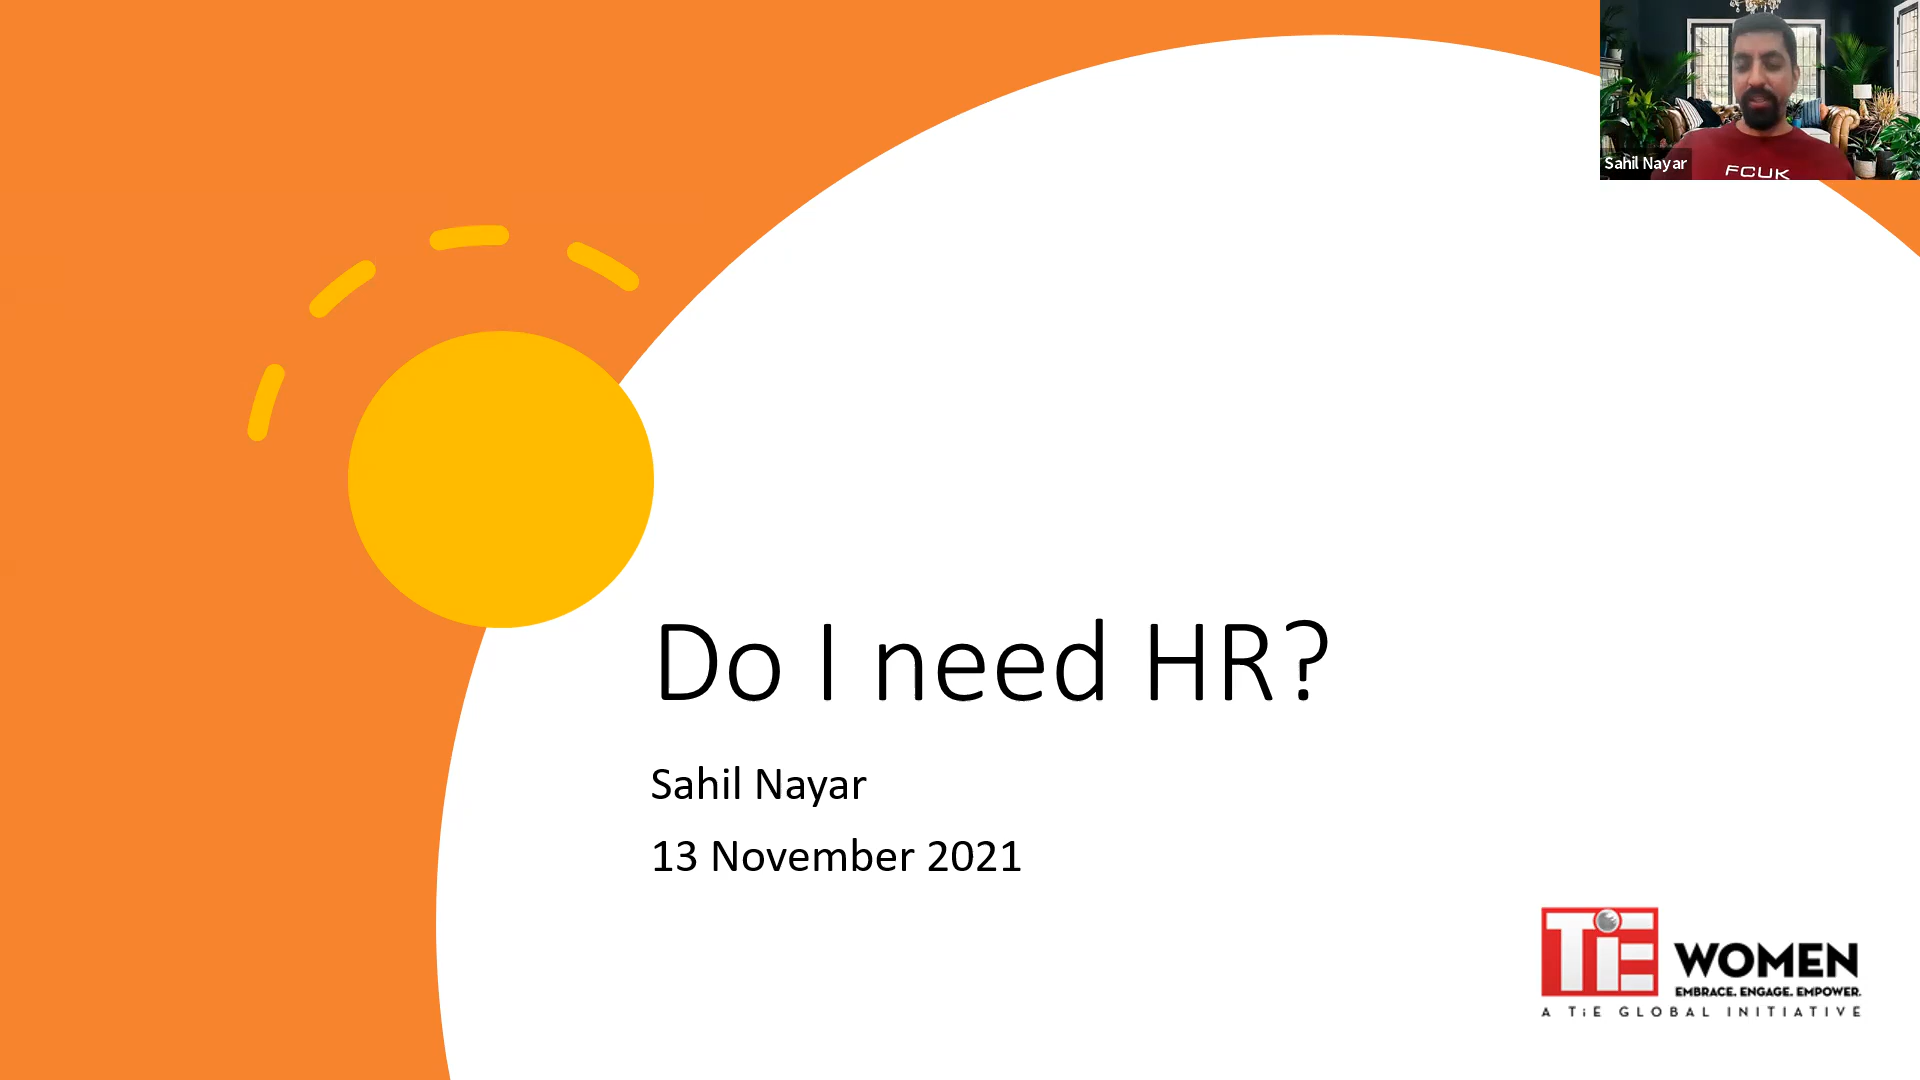 Sahil Nayar
FCUK
Do I need HR?
Sahil Nayar
13 November 2021
TiE
WOMEN
EMBRACE. ENGAGE. EMPOWER.
A TiE GLOBAL INITIATIVE